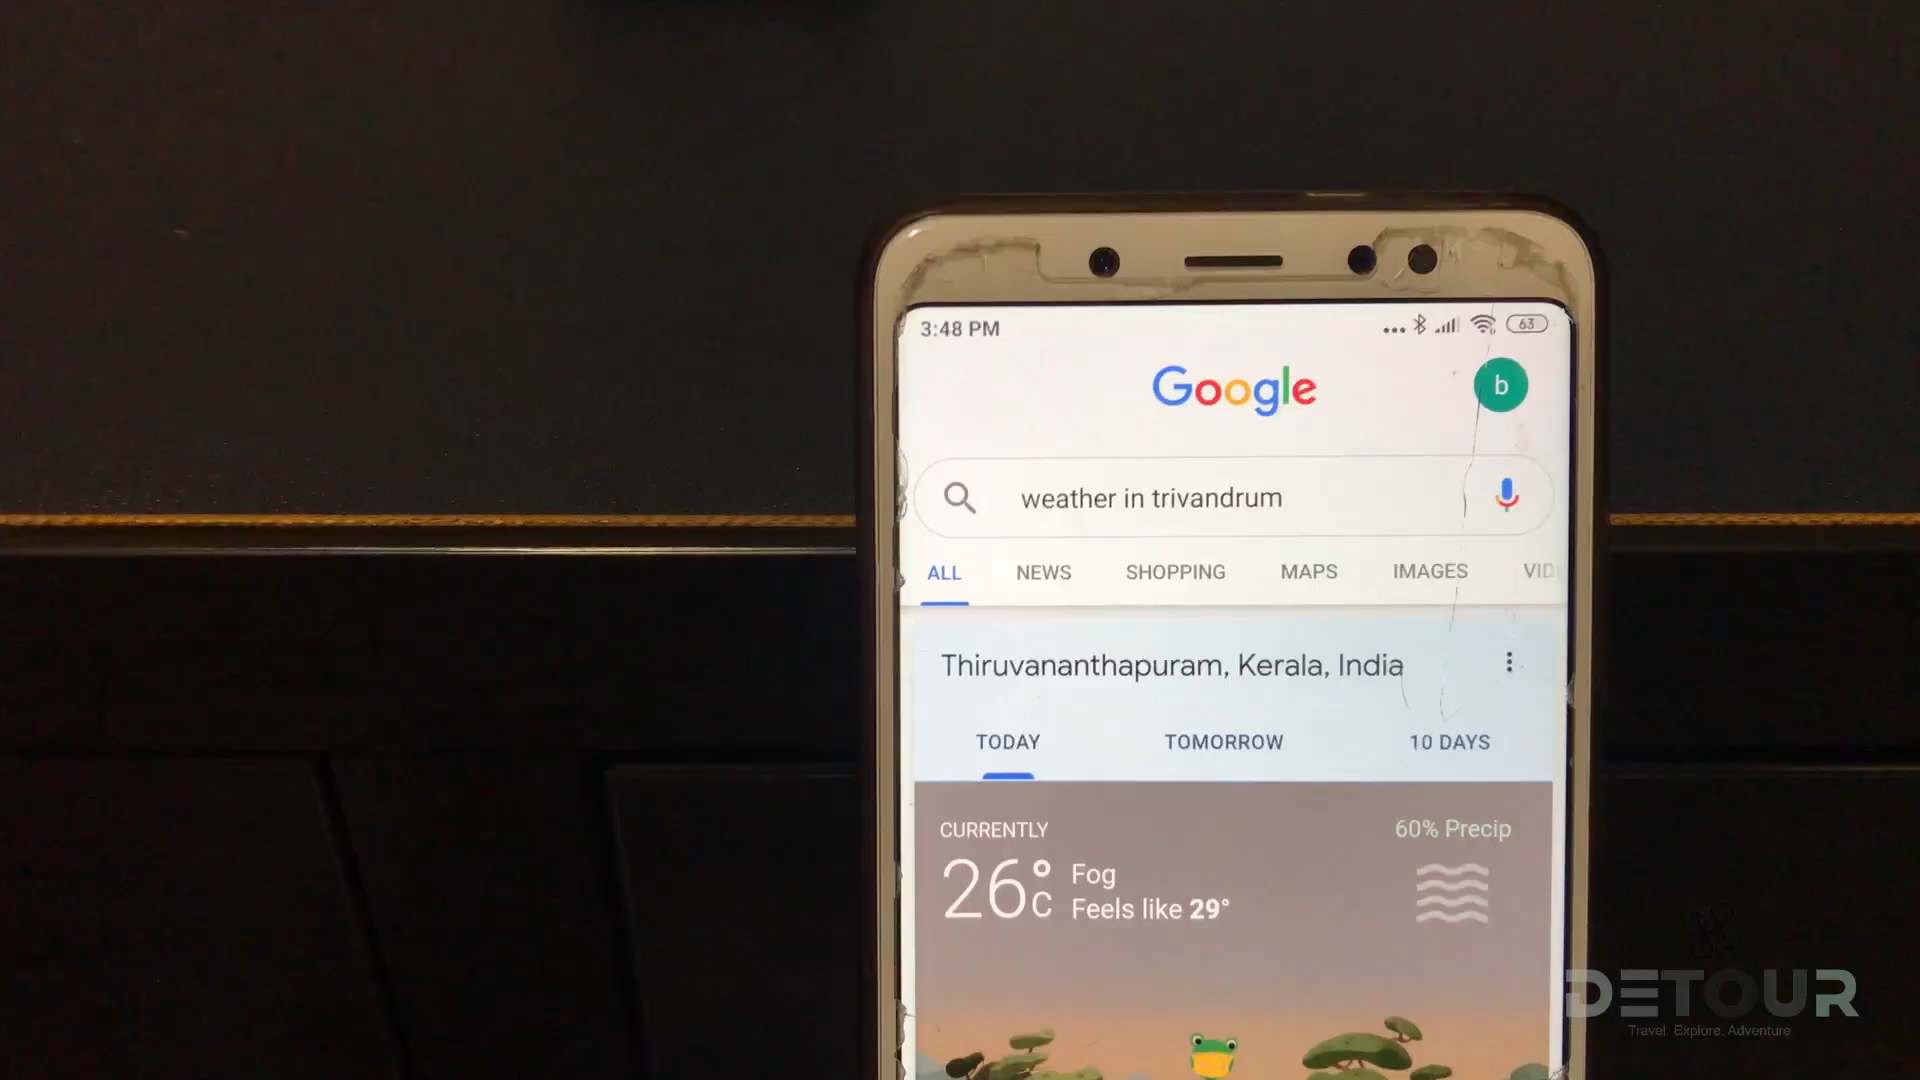 3:48 PM
63
Google
b
weather in trivandrum
ALL NEWS SHOPPING MAPS IMAGES VID
Thiruvananthapuram, Kerala, India
TODAY TOMORROW 10 DAYS
CURRENTLY
60% Precip
26°C
Fog
Feels like 29°
DETOUR
Travel. Explore. Adventure